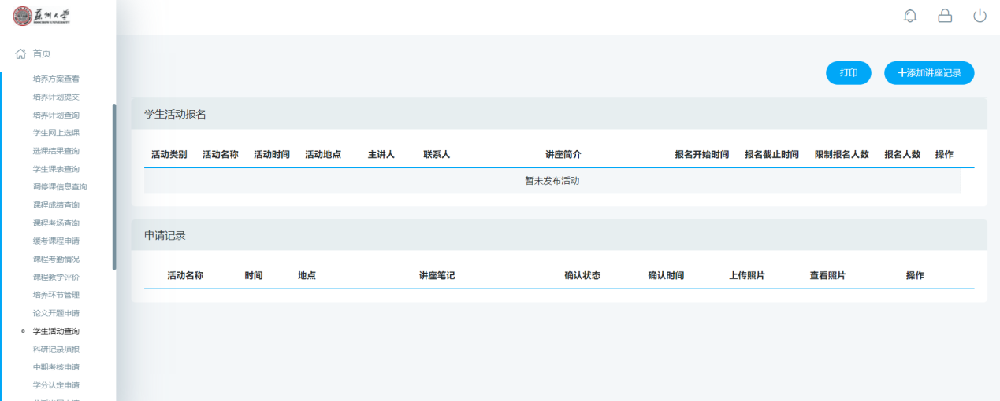 蘇州大學
SOOCHOW UNIVERSITY
首页
培养方案查看
培养计划提交
培养计划查询
学生网上选课
选课结果查询
学生课表查询
调停课信息查询
课程成绩查询
课程考场查询
缓考课程申请
课程考勤情况
课程教学评价
培养环节管理
论文开题申请
学生活动查询
科研记录填报
中期考核申请
学分认定申请
打印 +添加讲座记录
学生活动报名
活动类别 活动名称 活动时间 活动地点 主讲人 联系人 讲座简介 报名开始时间 报名截止时间 限制报名人数 报名人数 操作
暂未发布活动
申请记录
活动名称 时间 地点 讲座笔记 确认状态 确认时间 上传照片 查看照片 操作